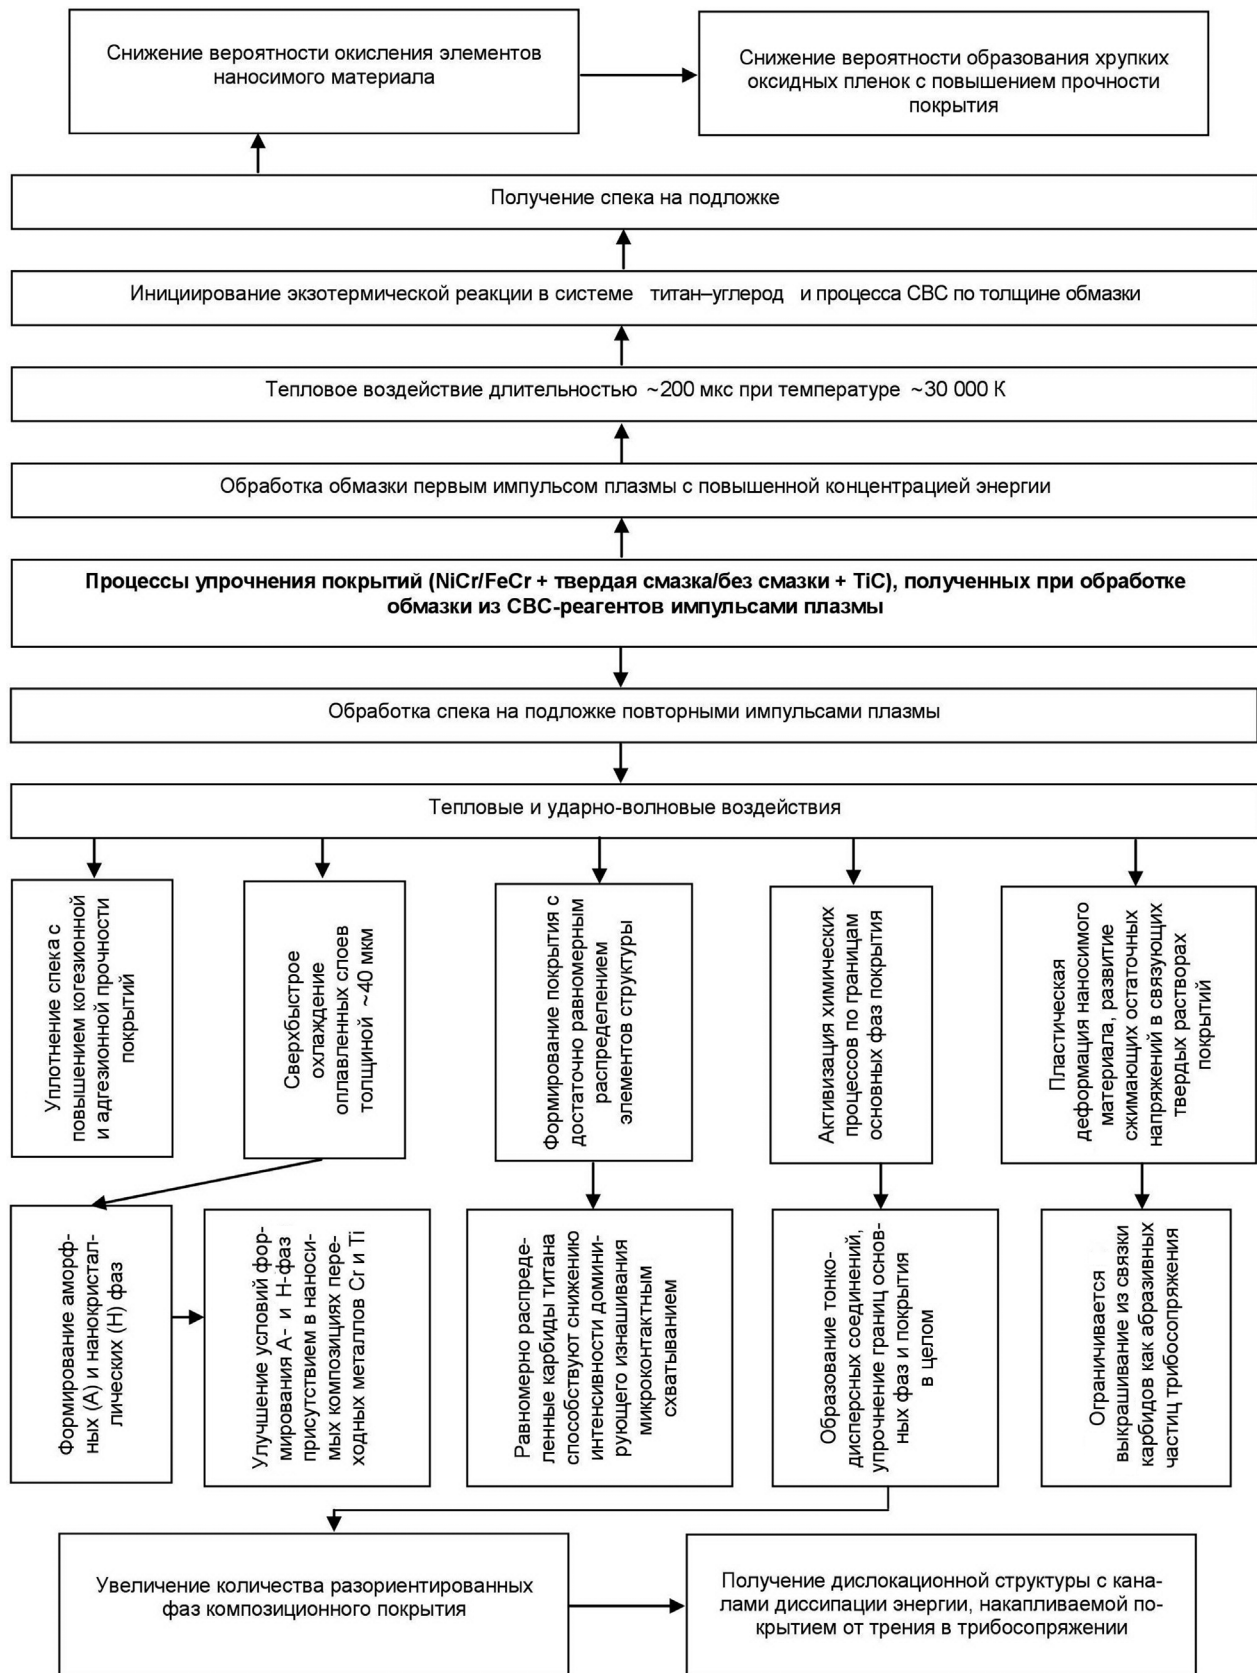 Снижение вероятности окисления элементов
наносимого материала
Снижение вероятности образования хрупких
оксидных пленок с повышением прочности
покрытия
Получение спека на подложке
Инициирование экзотермической реакции в системе титан–углерод и процесса СВС по толщине обмазки
Тепловое воздействие длительностью ~200 мкс при температуре ~30 000 К
Обработка обмазки первым импульсом плазмы с повышенной концентрацией энергии
Процессы упрочнения покрытий (NiCr/FeCr + твердая смазка/без смазки + TiC), полученных при обработке
обмазки из СВС-реагентов импульсами плазмы
Обработка спека на подложке повторными импульсами плазмы
Тепловые и ударно-волновые воздействия
Уплотнение спека с
повышением когезионной
и адгезионной прочности
покрытий
Сверхбыстрое
охлаждение
оплавленных слоев
толщиной ~40 мкм
Формирование покрытия с
достаточно равномерным
распределением
элементов структуры
Активизация химических
процессов по границам
основных фаз покрытия
Пластическая
деформация наносимого
материала, развитие
сжимающих остаточных
напряжений в связующих
твердых растворах
покрытий
Формирование аморф-
ных (А) и нанокристал-
лических (Н) фаз
Улучшение условий фор-
мирования А- и Н-фаз
присутствием в наноси-
мых композициях пере-
ходных металлов Cr и Ti
Равномерно распреде-
ленные карбиды титана
способствуют снижению
интенсивности домини-
рующего изнашивания
микроконтактным
схватыванием
Образование тонко-
дисперсных соединений,
упрочнение границ основ-
ных фаз и покрытия
в целом
Ограничивается
выкрашивание из связки
карбидов как абразивных
частиц трибосопряжения
Увеличение количества разориентированных
фаз композиционного покрытия
Получение дислокационной структуры с кана-
лами диссипации энергии, накапливаемой по-
крытием от трения в трибосопряжении